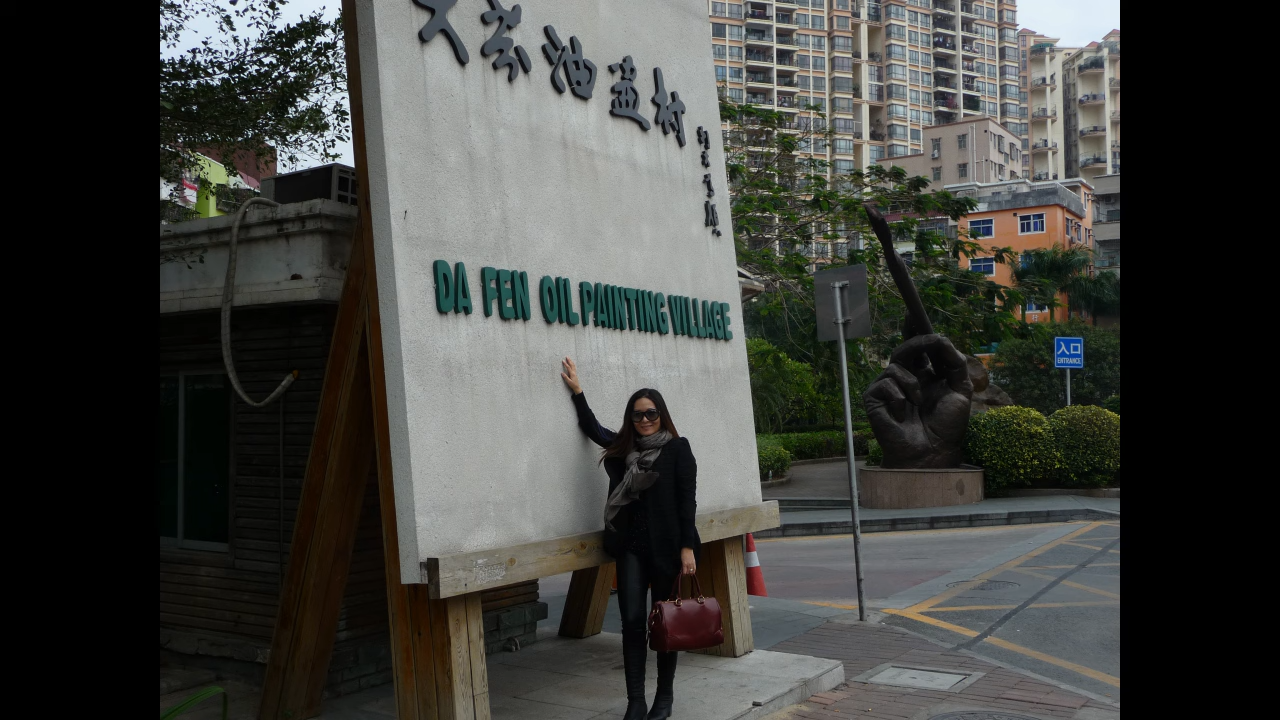 大芬油画村
DA FEN OIL PAINTING VILLAGE
入口
ENTRANCE